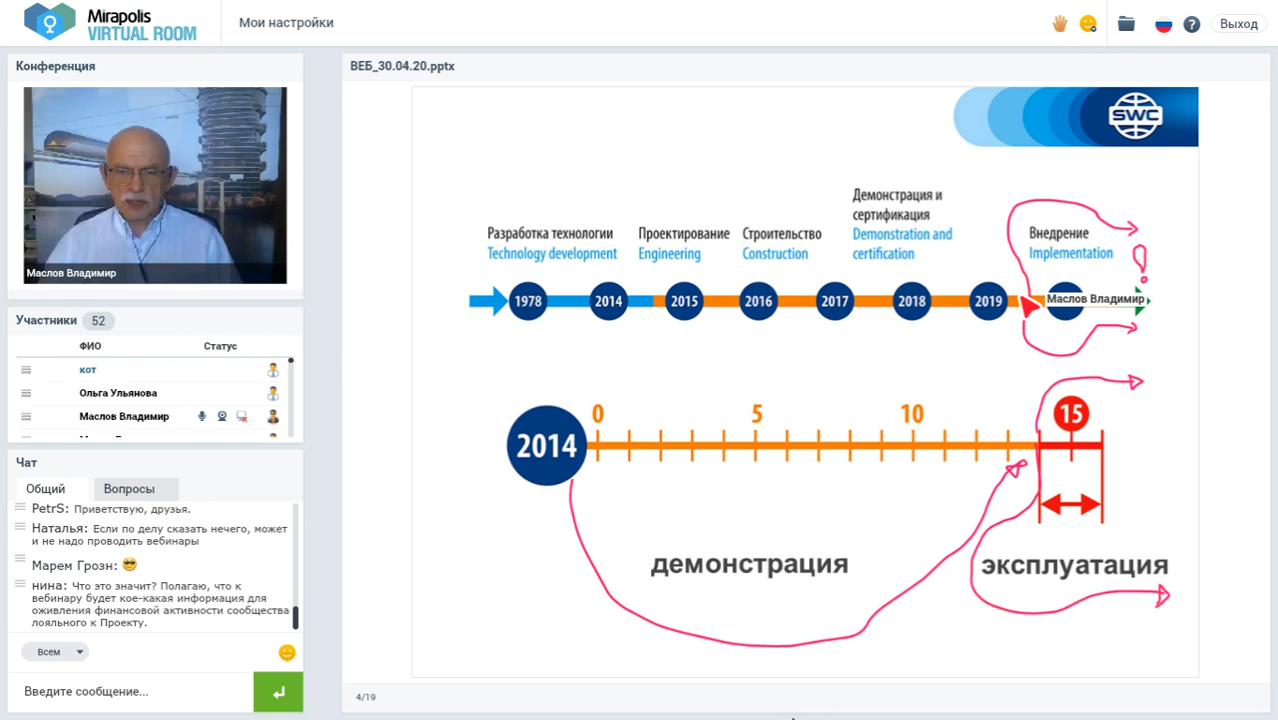 Mirapolis
VIRTUAL ROOM
Мои настройки
?
Выход
Конференция
Маслов Владимир
Участники 52
ФИО Статус
кот
Ольга Ульянова
Маслов Владимир
Чат
Общий Вопросы
PetrS: Приветствую, друзья.
Наталья: Если по делу сказать нечего, может
и не надо проводить вебинары
Марем Грозн:
нина: Что это значит? Полагаю, что к
вебинару будет кое-какая информация для
оживления финансовой активности сообщества
лояльного к Проекту.
Всем
Введите сообщение...
ВЕБ_30.04.20.pptx
SWC
Разработка технологии
Technology development
Проектирование
Engineering
Строительство
Construction
Демонстрация и
сертификация
Demonstration and
certification
Внедрение
Implementation
1978 2014 2015 2016 2017 2018 2019
Маслов Владимир
!
2014 0 5 10 15
демонстрация
эксплуатация
4/19